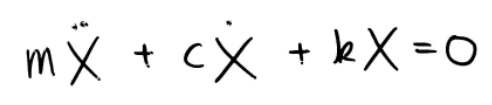 mẍ + cẋ + kx = 0